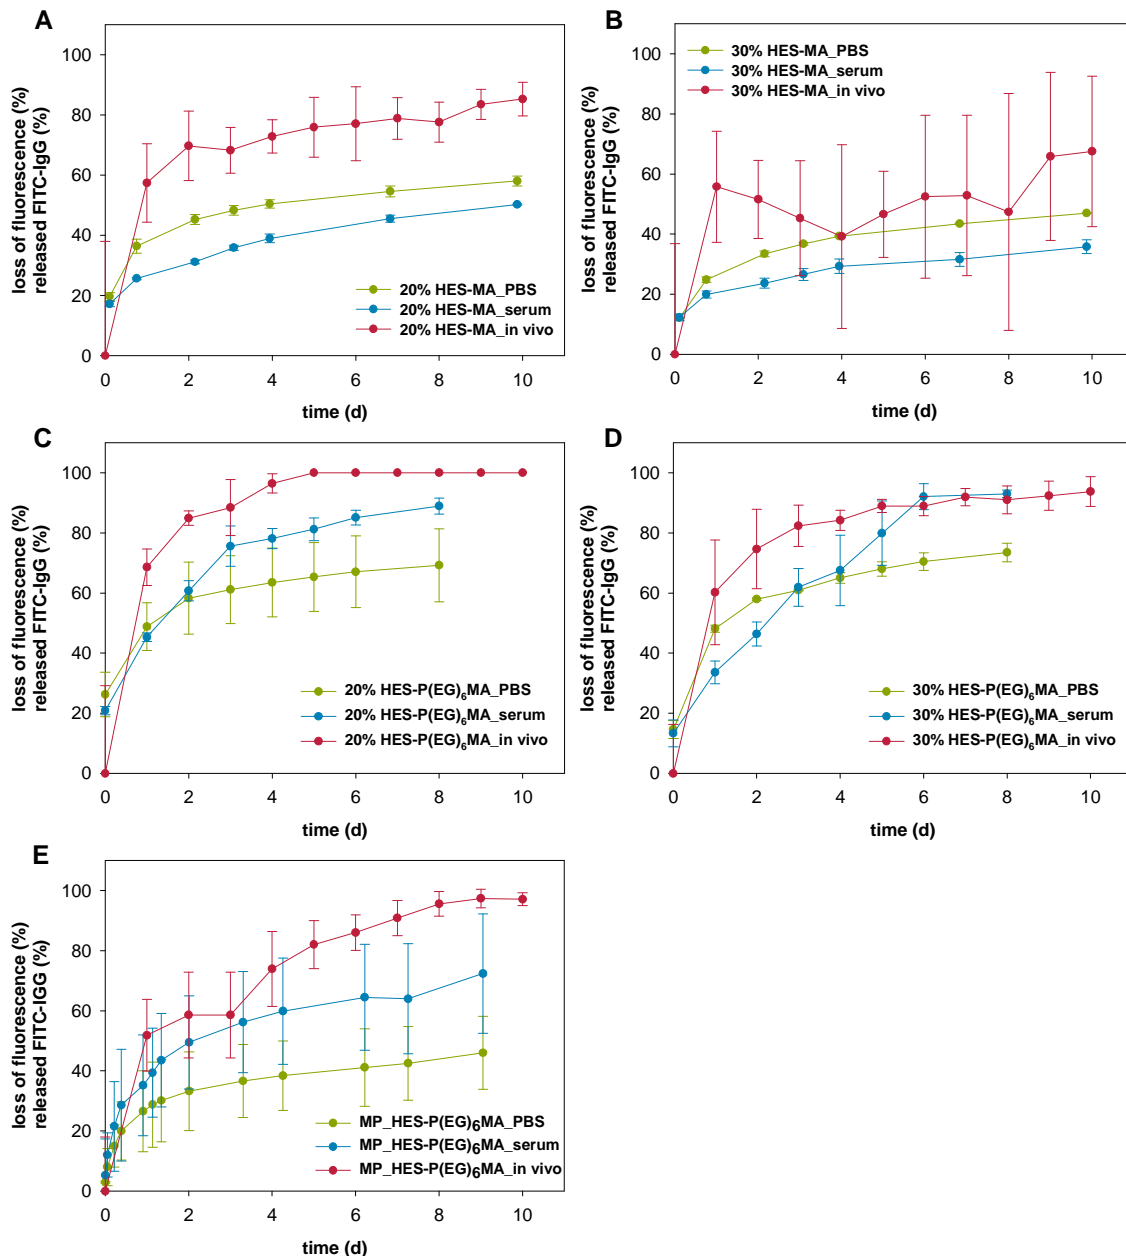 A
loss of fluorescence (%)
released FITC-IgG (%)
100
80
60
40
20
0
20% HES-MA_PBS
20% HES-MA_serum
20% HES-MA_in vivo
0 2 4 6 8 10
time (d)
B
loss of fluorescence (%)
released FITC-IgG (%)
100
80
60
40
20
0
30% HES-MA_PBS
30% HES-MA_serum
30% HES-MA_in vivo
0 2 4 6 8 10
time (d)
C
loss of fluorescence (%)
released FITC-IgG (%)
100
80
60
40
20
0
20% HES-P(EG)6MA_PBS
20% HES-P(EG)6MA_serum
20% HES-P(EG)6MA_in vivo
0 2 4 6 8 10
time (d)
D
loss of fluorescence (%)
released FITC-IgG (%)
100
80
60
40
20
0
30% HES-P(EG)6MA_PBS
30% HES-P(EG)6MA_serum
30% HES-P(EG)6MA_in vivo
0 2 4 6 8 10
time (d)
E
loss of fluorescence (%)
released FITC-IGG (%)
100
80
60
40
20
0
MP_HES-P(EG)6MA_PBS
MP_HES-P(EG)6MA_serum
MP_HES-P(EG)6MA_in vivo
0 2 4 6 8 10
time (d)